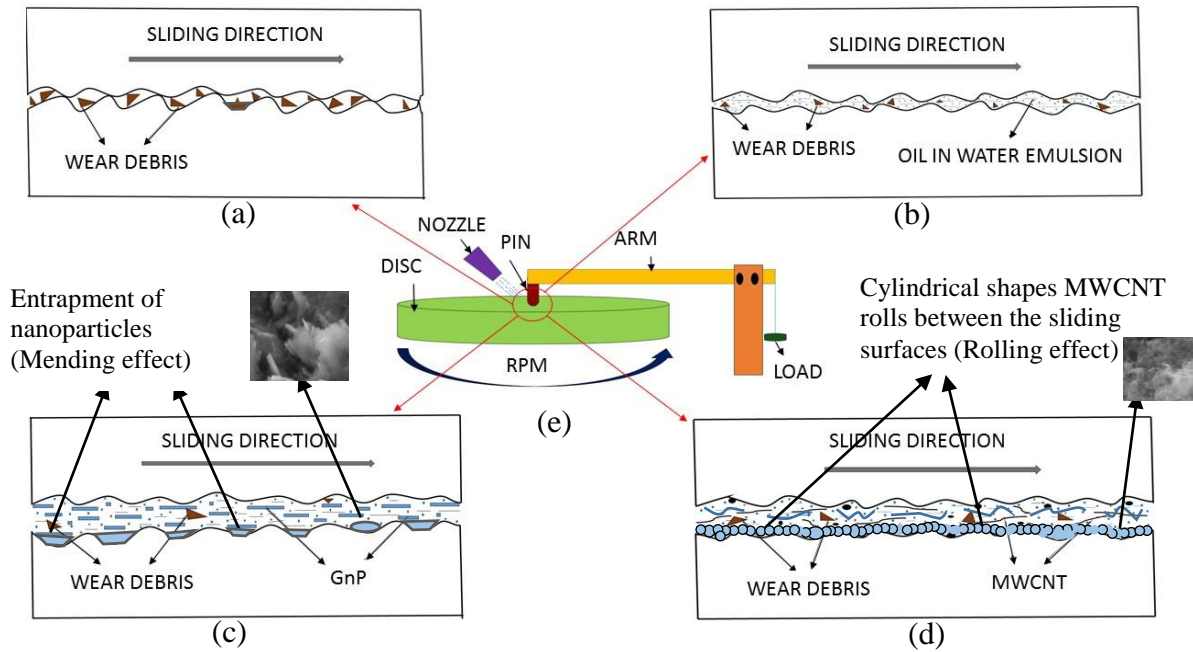 SLIDING DIRECTION
WEAR DEBRIS
(a)
SLIDING DIRECTION
WEAR DEBRIS
OIL IN WATER EMULSION
(b)
NOZZLE
PIN
ARM
DISC
RPM
LOAD
(e)
Entrapment of
nanoparticles
(Mending effect)
Cylindrical shapes MWCNT
rolls between the sliding
surfaces (Rolling effect)
SLIDING DIRECTION
WEAR DEBRIS
GnP
(c)
SLIDING DIRECTION
WEAR DEBRIS
MWCNT
(d)